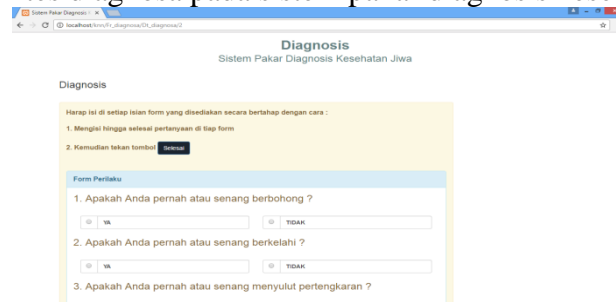 Sistem Pakar Diagnosis
localhost/knn/Fr_diagnosa/Dt_diagnosa/2
Diagnosis
Sistem Pakar Diagnosis Kesehatan Jiwa
Diagnosis
Harap isi di setiap isian form yang disediakan secara bertahap dengan cara :
1. Mengisi hingga selesai pertanyaan di tiap form
2. Kemudian tekan tombol Selesai
Form Perilaku
1. Apakah Anda pernah atau senang berbohong ?
YA TIDAK
2. Apakah Anda pernah atau senang berkelahi ?
YA TIDAK
3. Apakah Anda pernah atau senang menyulut pertengkaran ?